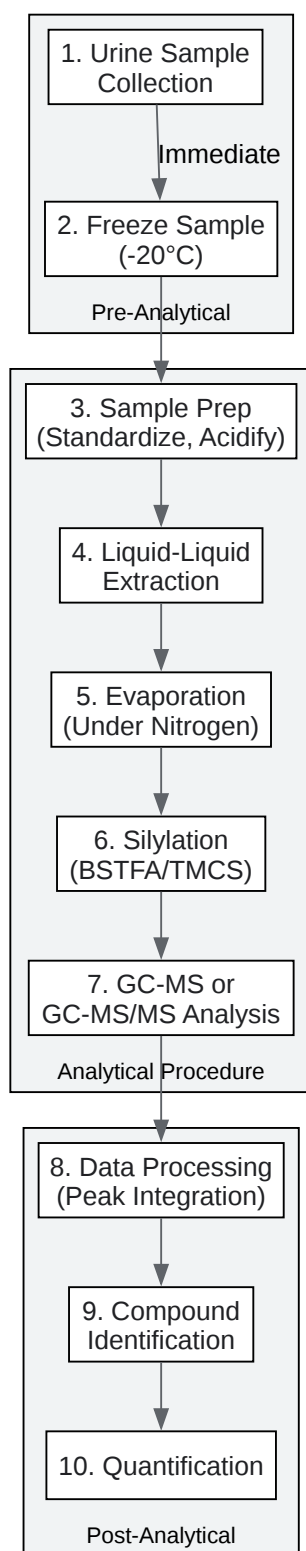 1. Urine Sample
Collection
Immediate
2. Freeze Sample
(-20°C)
Pre-Analytical
3. Sample Prep
(Standardize, Acidify)
4. Liquid-Liquid
Extraction
5. Evaporation
(Under Nitrogen)
6. Silylation
(BSTFA/TMCS)
7. GC-MS or
GC-MS/MS Analysis
Analytical Procedure
8. Data Processing
(Peak Integration)
9. Compound
Identification
10. Quantification
Post-Analytical